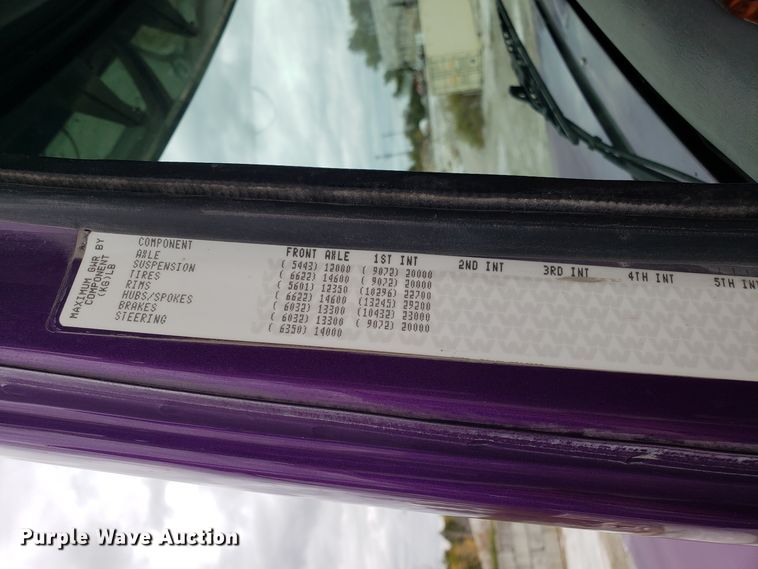 MAXIMUM GWR BY
COMPONENT
(KG)LB
COMPONENT FRONT AXLE 1ST INT 2ND INT 3RD INT 4TH INT 5TH INT
AXLE ( 5443) 12000 ( 9072) 20000
SUSPENSION ( 6622) 14600 ( 9072) 20000
TIRES ( 5601) 12350 (10296) 22700
RIMS ( 6622) 14600 (13245) 29200
HUBS/SPOKES ( 6032) 13300 (10432) 23000
BRAKES ( 6032) 13300 ( 9072) 20000
STEERING ( 6350) 14000
Purple Wave Auction